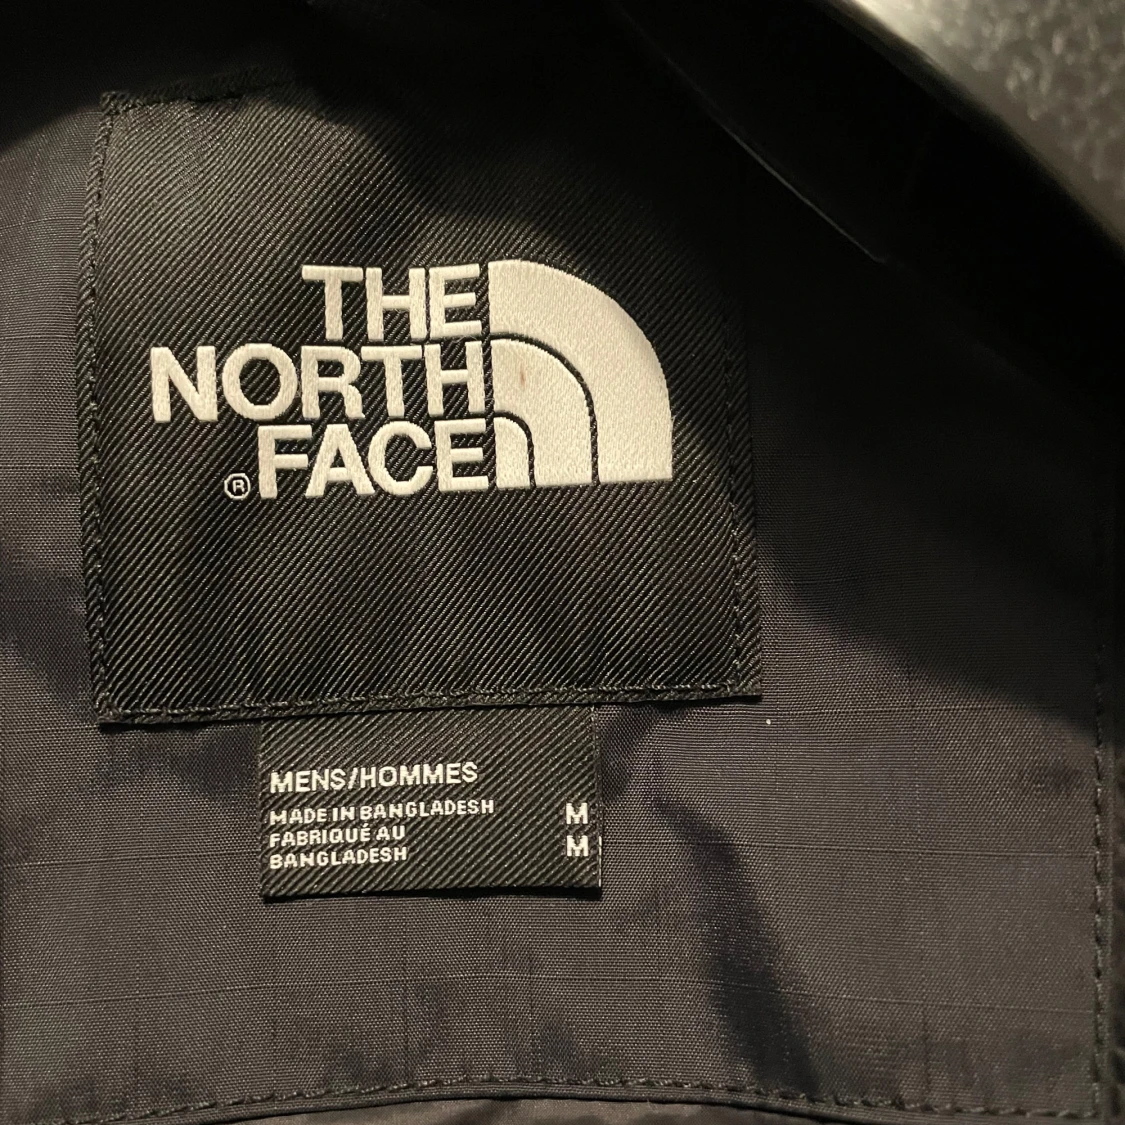 THE
NORTH
FACE
®
MENS/HOMMES
MADE IN BANGLADESH M
FABRIQUÉ AU
BANGLADESH M